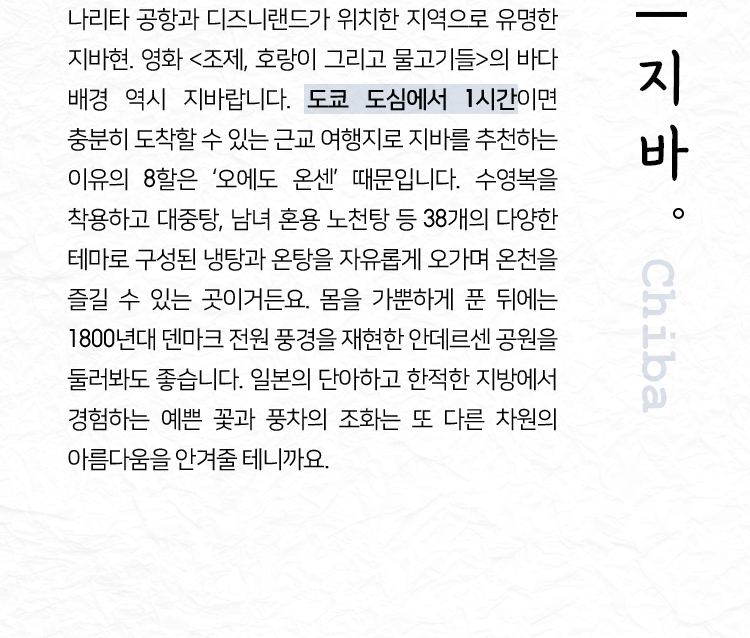 나리타 공항과 디즈니랜드가 위치한 지역으로 유명한
지바현. 영화 <조제, 호랑이 그리고 물고기들>의 바다
배경 역시 지바랍니다. 도쿄 도심에서 1시간이면
충분히 도착할 수 있는 근교 여행지로 지바를 추천하는
이유의 8할은 ‘오에도 온센’ 때문입니다. 수영복을
착용하고 대중탕, 남녀 혼용 노천탕 등 38개의 다양한
테마로 구성된 냉탕과 온탕을 자유롭게 오가며 온천을
즐길 수 있는 곳이거든요. 몸을 가뿐하게 푼 뒤에는
1800년대 덴마크 전원 풍경을 재현한 안데르센 공원을
둘러봐도 좋습니다. 일본의 단아하고 한적한 지방에서
경험하는 예쁜 꽃과 풍차의 조화는 또 다른 차원의
아름다움을 안겨줄 테니까요.
지바。
Chiba